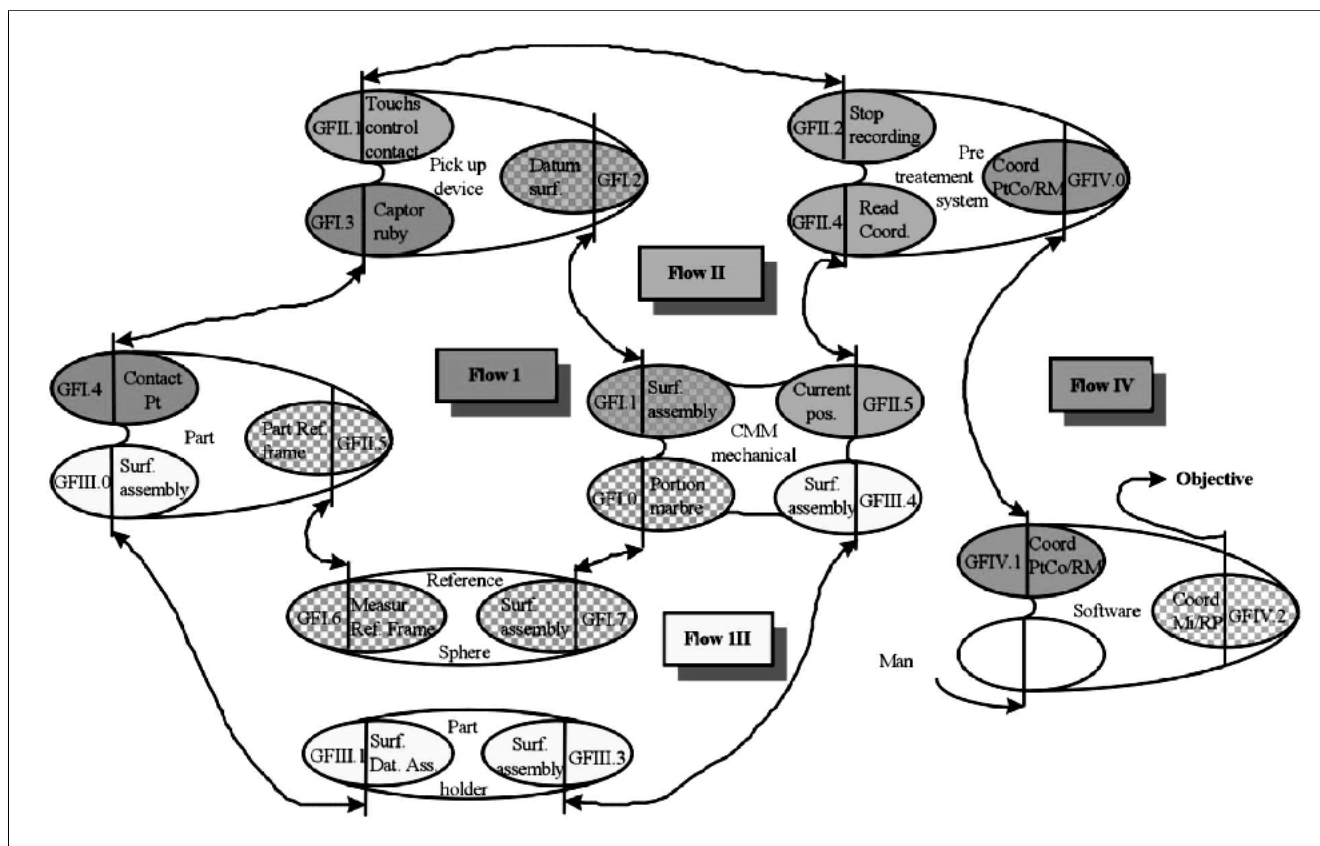 GFII.1
Touchs
control
contact
Pick up
device
Datum
surf.
GFI.2
GFI.3
Captor
ruby
GFII.2
Stop
recording
Pre
treatement
system
Coord
PtCo/RM
GFIV.0
GFII.4
Read
Coord.
Flow II
Flow 1
Flow IV
GFI.4
Contact
Pt
Part
Part Ref.
frame
GFII.5
GFIII.0
Surf.
assembly
GFI.1
Surf.
assembly
Current
pos.
GFII.5
CMM
mechanical
GFI.0
Portion
marbre
Surf.
assembly
GFIII.4
Objective
GFIV.1
Coord
PtCo/RM
Software
Coord
Mi/RP
GFIV.2
Man
Reference
GFI.6
Measur.
Ref. Frame
Surf.
assembly
GFI.7
Sphere
Flow 1II
Part
GFIII.1
Surf.
Dat. Ass.
Surf.
assembly
GFIII.3
holder